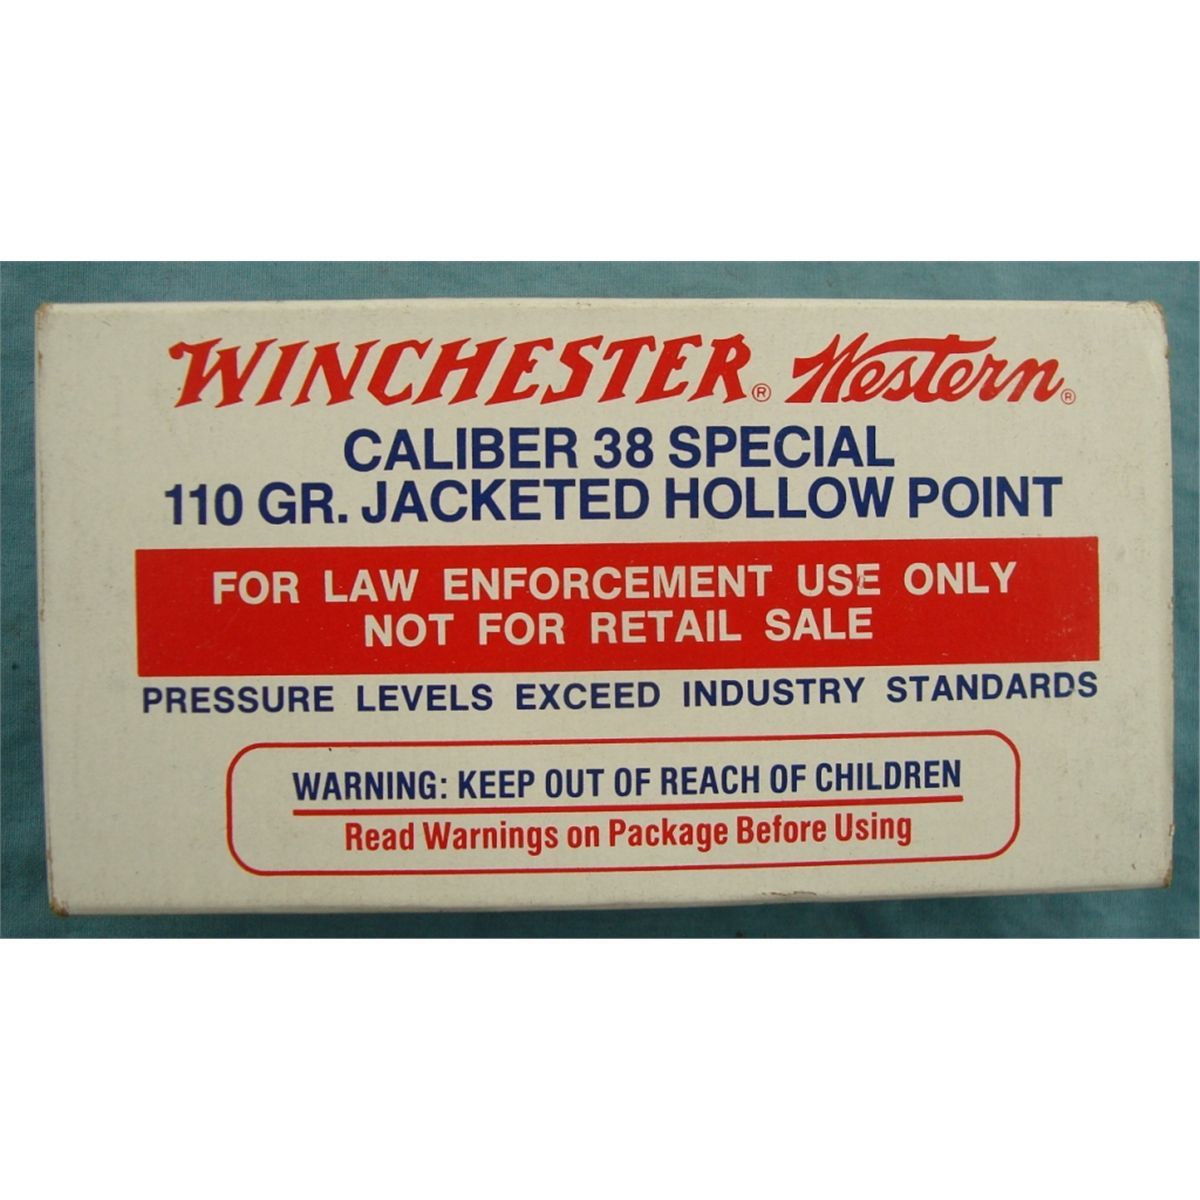 WINCHESTER® Western®
CALIBER 38 SPECIAL
110 GR. JACKETED HOLLOW POINT
FOR LAW ENFORCEMENT USE ONLY
NOT FOR RETAIL SALE
PRESSURE LEVELS EXCEED INDUSTRY STANDARDS
WARNING: KEEP OUT OF REACH OF CHILDREN
Read Warnings on Package Before Using